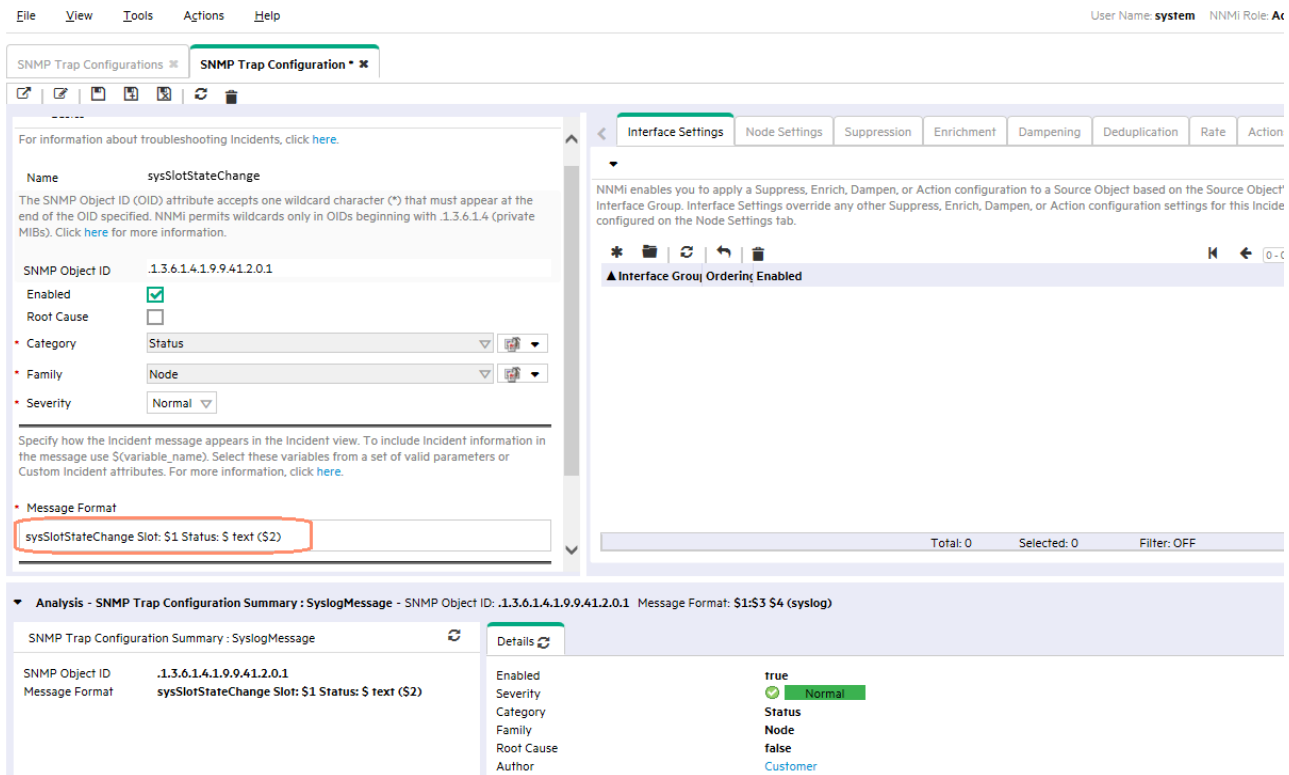 File View Tools Actions Help User Name: system NNMi Role:
SNMP Trap Configurations ✖ SNMP Trap Configuration * ✖
For information about troubleshooting Incidents, click here.
Name sysSlotStateChange
The SNMP Object ID (OID) attribute accepts one wildcard character (*) that must appear at the
end of the OID specified. NNMi permits wildcards only in OIDs beginning with .1.3.6.1.4 (private
MIBs). Click here for more information.
SNMP Object ID .1.3.6.1.4.1.9.9.41.2.0.1
Enabled
Root Cause
* Category Status
* Family Node
* Severity Normal
Specify how the Incident message appears in the Incident view. To include Incident information in
the message use $(variable_name). Select these variables from a set of valid parameters or
Custom Incident attributes. For more information, click here.
* Message Format
sysSlotStateChange Slot: $1 Status: $ text ($2)
Interface Settings Node Settings Suppression Enrichment Dampening Deduplication Rate Action
NNMi enables you to apply a Suppress, Enrich, Dampen, or Action configuration to a Source Object based on the Source Object'
Interface Group. Interface Settings override any other Suppress, Enrich, Dampen, or Action configuration settings for this Incide
configured on the Node Settings tab.
0 -
▲ Interface Grou Ordering Enabled
Total: 0 Selected: 0 Filter: OFF
Analysis - SNMP Trap Configuration Summary : SyslogMessage - SNMP Object ID: .1.3.6.1.4.1.9.9.41.2.0.1 Message Format: $1:$3 $4 (syslog)
SNMP Trap Configuration Summary : SyslogMessage
SNMP Object ID .1.3.6.1.4.1.9.9.41.2.0.1
Message Format sysSlotStateChange Slot: $1 Status: $ text ($2)
Details
Enabled true
Severity Normal
Category Status
Family Node
Root Cause false
Author Customer